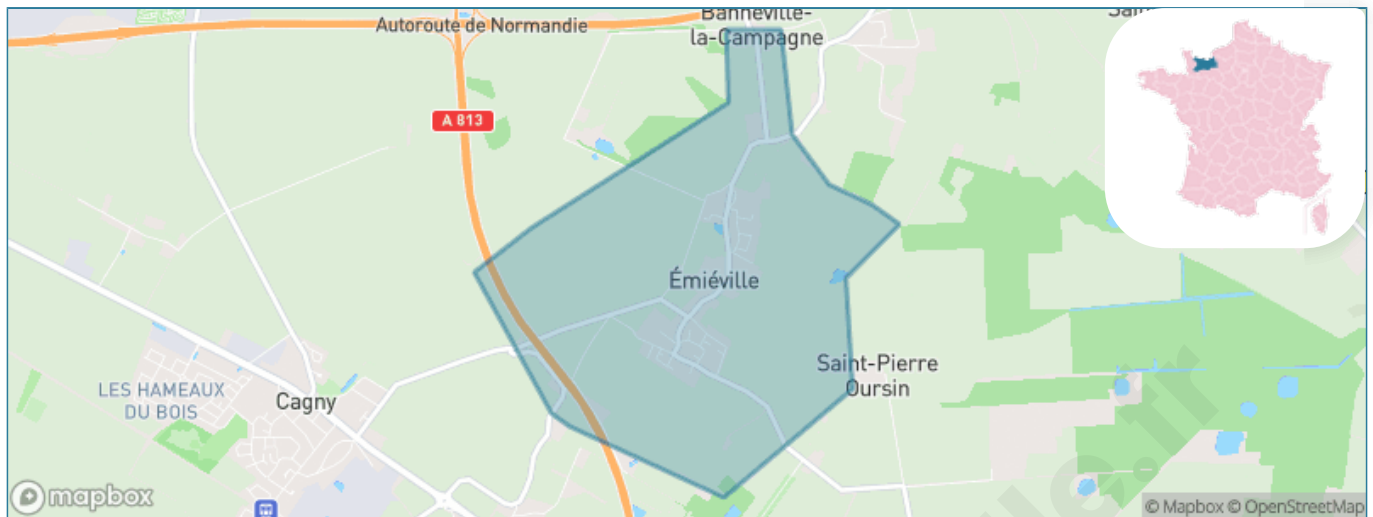 Banneville-
la-Campagne
Autoroute de Normandie
A 813
Émiéville
Saint-Pierre
Oursin
LES HAMEAUX
DU BOIS
Cagny
mapbox
© Mapbox © OpenStreetMap